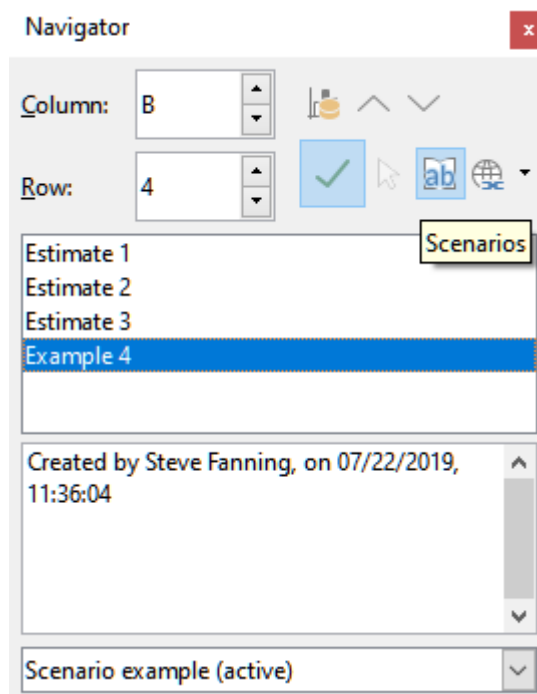 Navigator
x
Column: B
Row: 4
ab
Scenarios
Estimate 1
Estimate 2
Estimate 3
Example 4
Created by Steve Fanning, on 07/22/2019,
11:36:04
Scenario example (active)